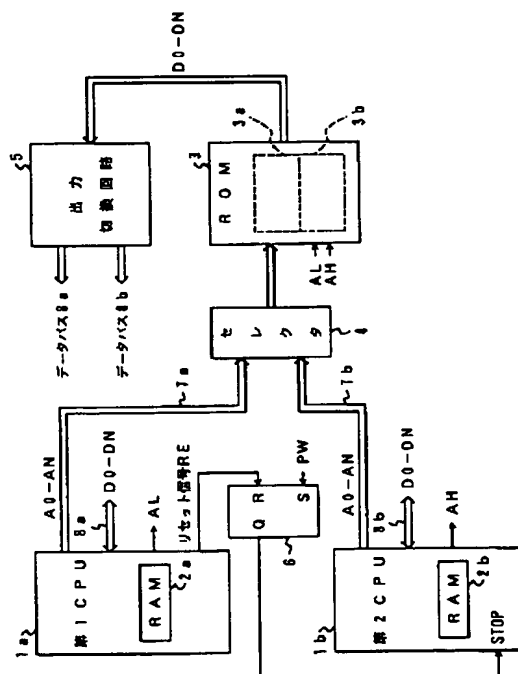 1a
第1CPU
RAM
2a
A0-AN
7a
8a
D0-DN
AL
リセット信号RE
Q R
S
PW
6
1b
第2CPU
RAM
2b
STOP
A0-AN
7b
8b
D0-DN
AH
セレクタ
4
ROM
3
3a
3b
AL
AH
D0-DN
出力
切換回路
5
データバス8a
データバス8b